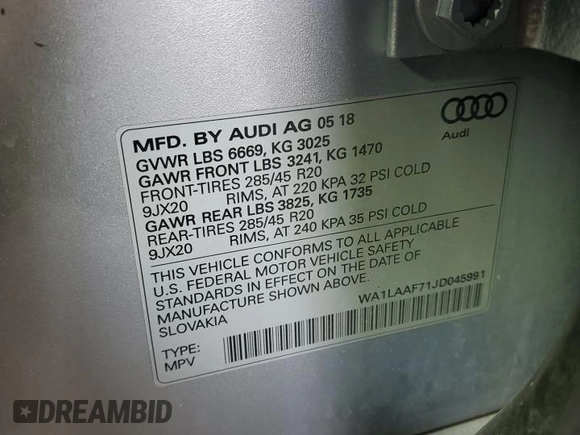 MFD. BY AUDI AG 05 18
GVWR LBS 6669, KG 3025
GAWR FRONT LBS 3241, KG 1470
FRONT-TIRES 285/45 R20
9JX20 RIMS, AT 220 KPA 32 PSI COLD
GAWR REAR LBS 3825, KG 1735
REAR-TIRES 285/45 R20
9JX20 RIMS, AT 240 KPA 35 PSI COLD
THIS VEHICLE CONFORMS TO ALL APPLICABLE
U.S. FEDERAL MOTOR VEHICLE SAFETY
STANDARDS IN EFFECT ON THE DATE OF
MANUFACTURE SHOWN ABOVE.
SLOVAKIA
WA1LAAF71JD045991
TYPE:
MPV
Audi
DREAMBID